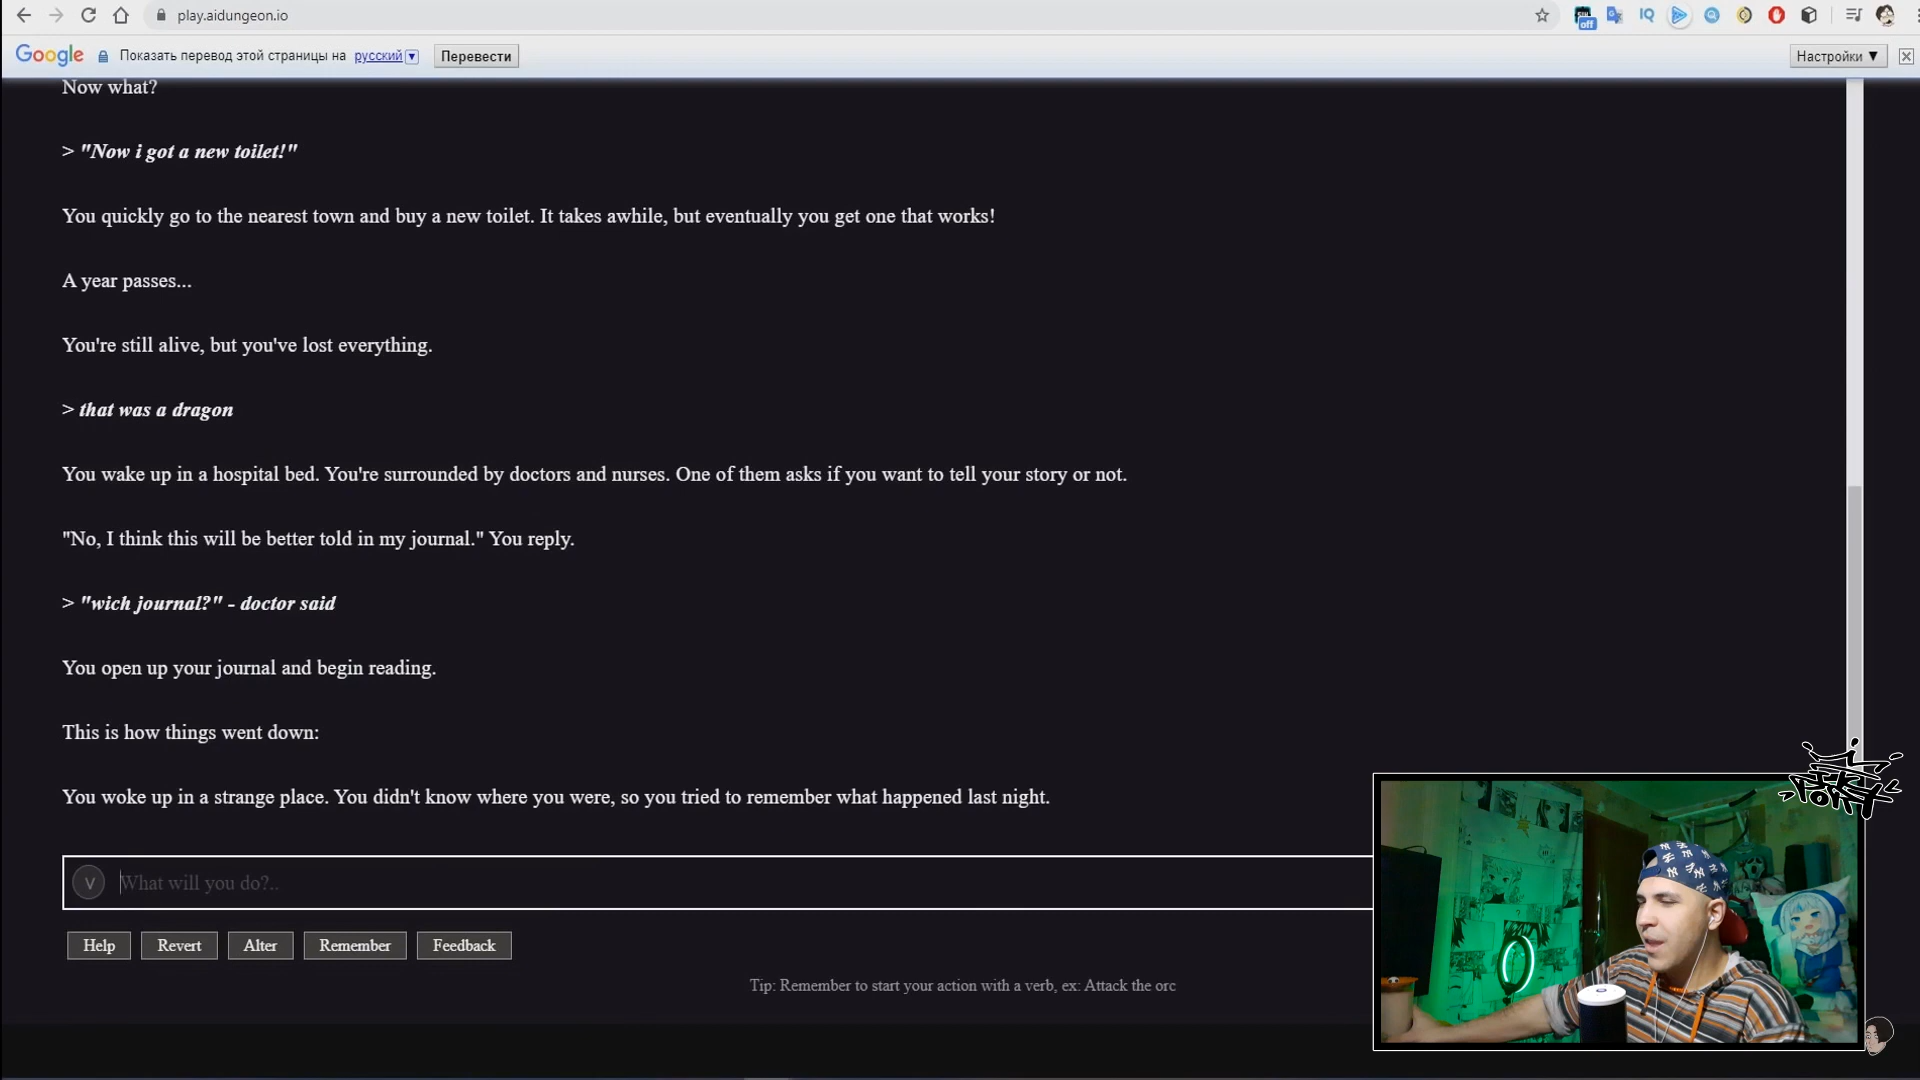 play.aidungeon.io
off
IQ
Google
Показать перевод этой страницы на русский ▼ Перевести
Настройки ▼
Now what?
> "Now i got a new toilet!"
You quickly go to the nearest town and buy a new toilet. It takes awhile, but eventually you get one that works!
A year passes...
You're still alive, but you've lost everything.
> that was a dragon
You wake up in a hospital bed. You're surrounded by doctors and nurses. One of them asks if you want to tell your story or not.
"No, I think this will be better told in my journal." You reply.
> "wich journal?" - doctor said
You open up your journal and begin reading.
This is how things went down:
You woke up in a strange place. You didn't know where you were, so you tried to remember what happened last night.
V What will you do?..
Help Revert Alter Remember Feedback
Tip: Remember to start your action with a verb, ex: Attack the orc